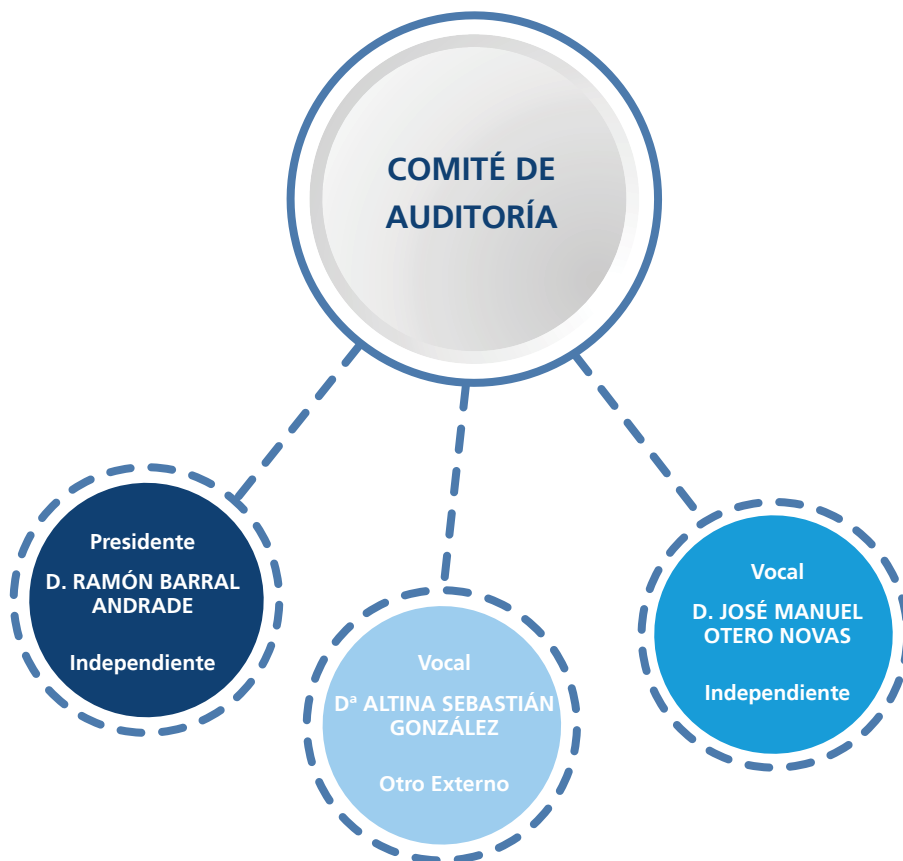 COMITÉ DE
AUDITORÍA
Presidente
D. RAMÓN BARRAL
ANDRADE
Independiente
Vocal
Dª ALTINA SEBASTIÁN
GONZÁLEZ
Otro Externo
Vocal
D. JOSÉ MANUEL
OTERO NOVAS
Independiente